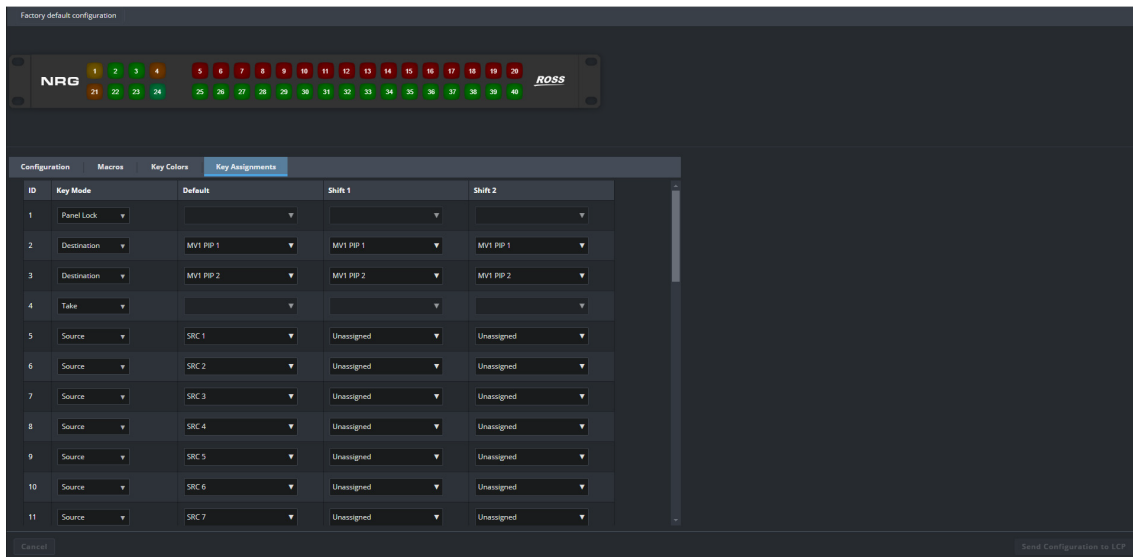 Factory default configuration
NRG 1 2 3 4 5 6 7 8 9 10 11 12 13 14 15 16 17 18 19 20 ROSS
21 22 23 24 25 26 27 28 29 30 31 32 33 34 35 36 37 38 39 40
Configuration Macros Key Colors Key Assignments
ID Key Mode Default Shift 1 Shift 2
1 Panel Lock
2 Destination MV1 PIP 1 MV1 PIP 1 MV1 PIP 1
3 Destination MV1 PIP 2 MV1 PIP 2 MV1 PIP 2
4 Take
5 Source SRC 1 Unassigned Unassigned
6 Source SRC 2 Unassigned Unassigned
7 Source SRC 3 Unassigned Unassigned
8 Source SRC 4 Unassigned Unassigned
9 Source SRC 5 Unassigned Unassigned
10 Source SRC 6 Unassigned Unassigned
11 Source SRC 7 Unassigned Unassigned
Cancel Send Configuration to LCP